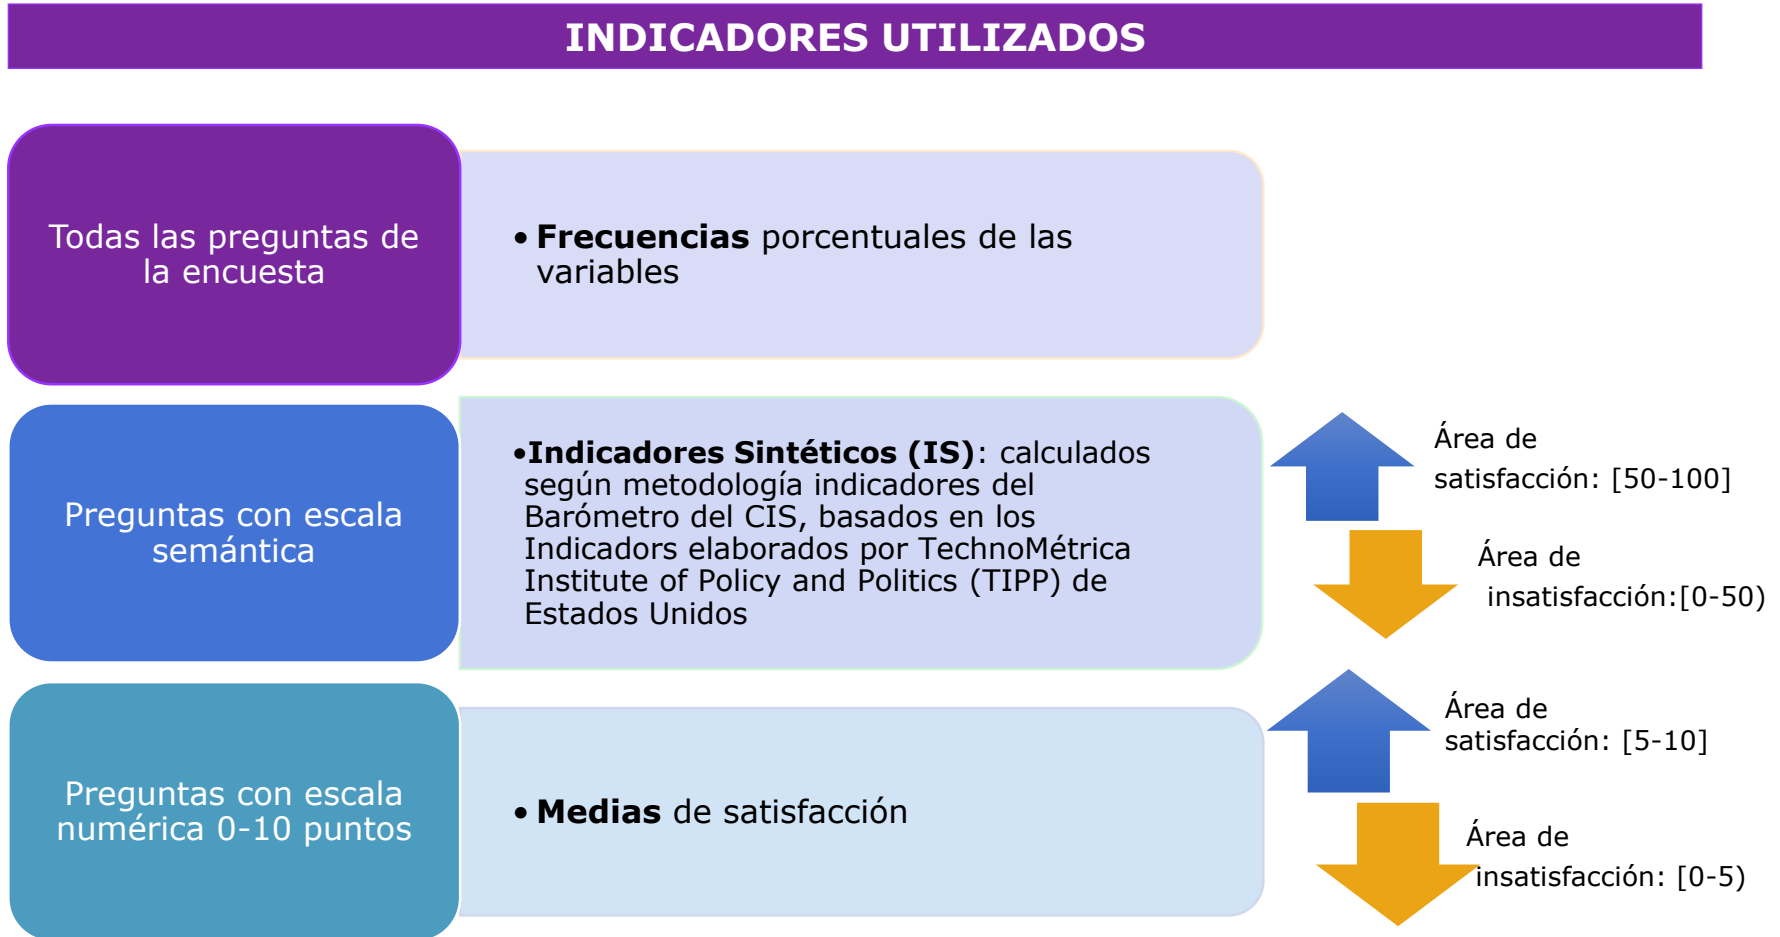 INDICADORES UTILIZADOS
Todas las preguntas de
la encuesta
• Frecuencias porcentuales de las
variables
Preguntas con escala
semántica
•Indicadores Sintéticos (IS): calculados
según metodología indicadores del
Barómetro del CIS, basados en los
Indicadors elaborados por TechnoMétrica
Institute of Policy and Politics (TIPP) de
Estados Unidos
Área de
satisfacción: [50-100]
Área de
insatisfacción:[0-50)
Preguntas con escala
numérica 0-10 puntos
• Medias de satisfacción
Área de
satisfacción: [5-10]
Área de
insatisfacción: [0-5)